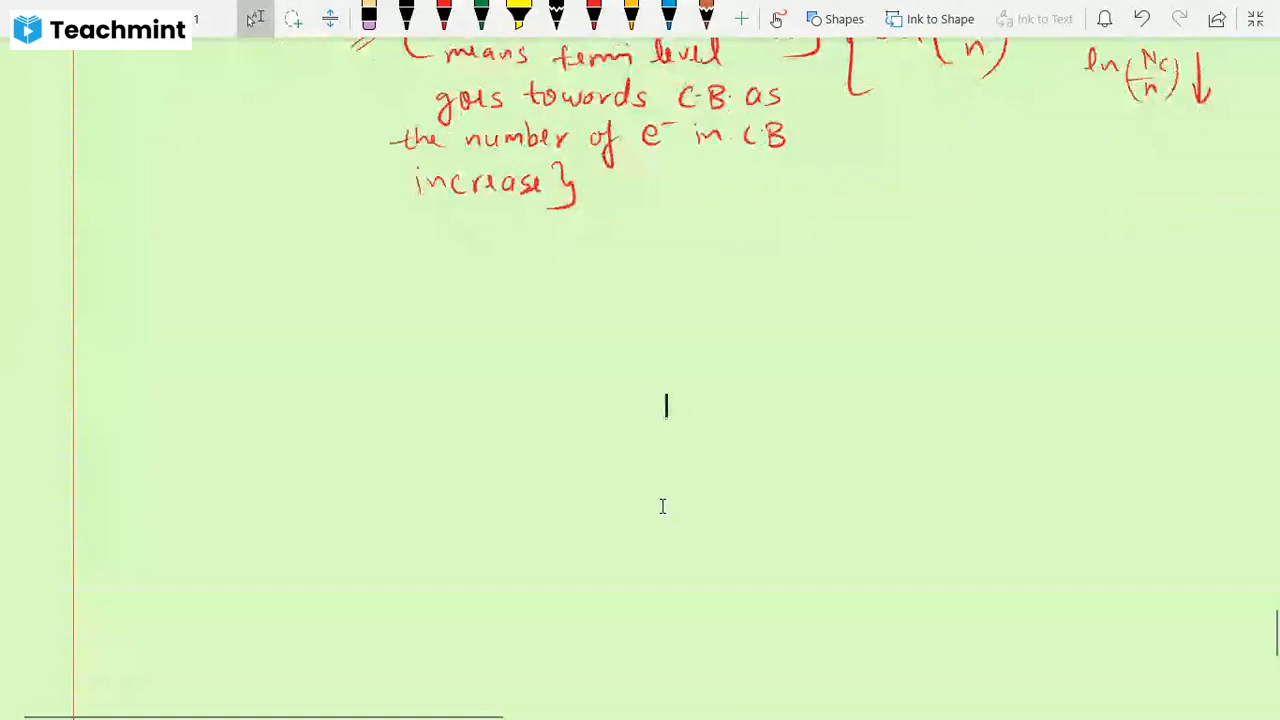 1
Shapes
Ink to Shape
Ink to Text
Teachmint
means fermi level
goes towards C.B. as
the number of e⁻ in C.B
increase}
n)
ln(Nc/n)↓